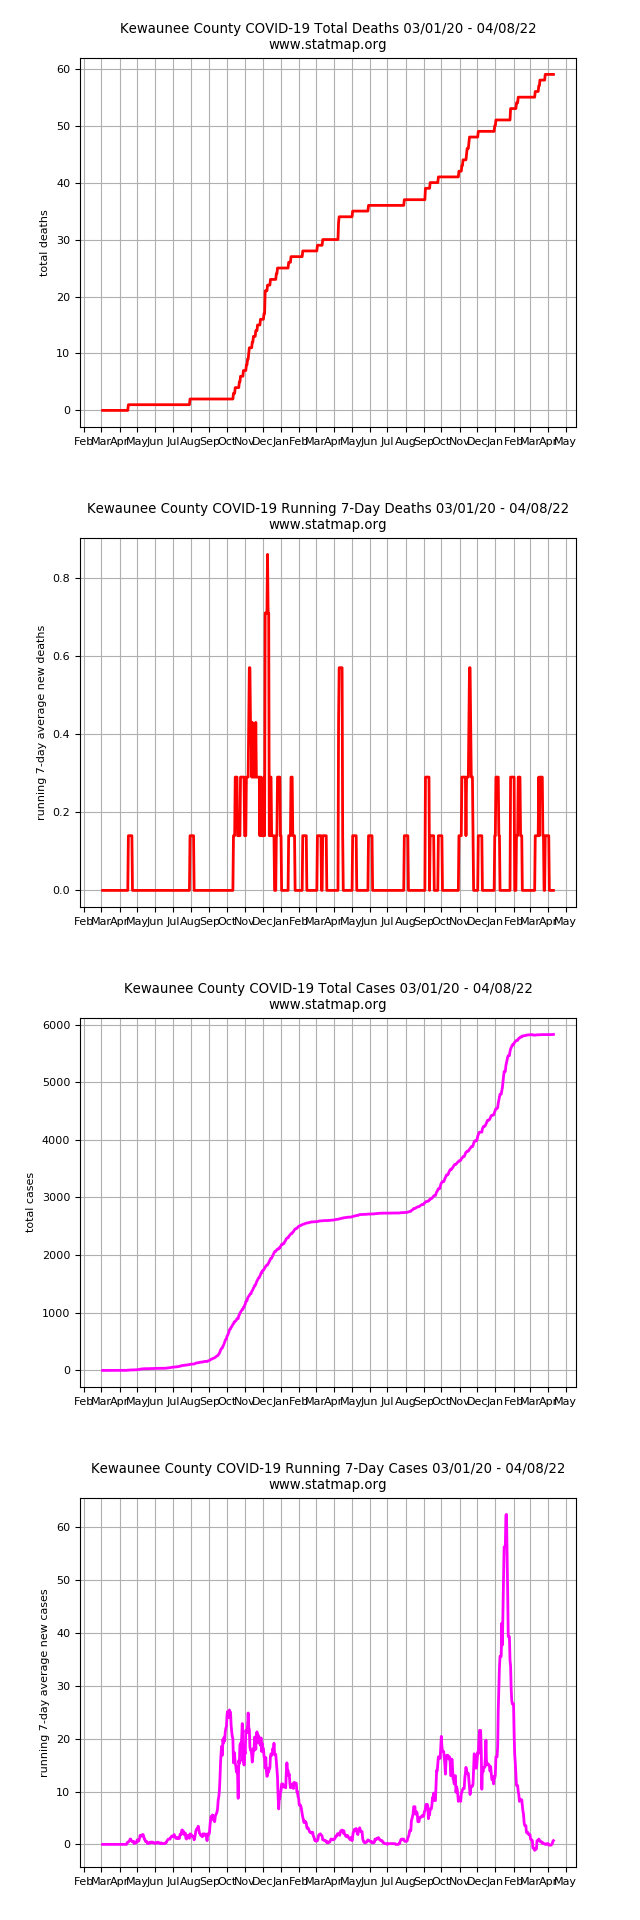 Kewaunee County COVID-19 Total Deaths 03/01/20 - 04/08/22
www.statmap.org
60
50
40
30
20
10
0
total deaths
Feb Mar Apr May Jun Jul Aug Sep Oct Nov Dec Jan Feb Mar Apr May Jun Jul Aug Sep Oct Nov Dec Jan Feb Mar Apr May
Kewaunee County COVID-19 Running 7-Day Deaths 03/01/20 - 04/08/22
www.statmap.org
0.8
0.6
0.4
0.2
0.0
running 7-day average new deaths
Feb Mar Apr May Jun Jul Aug Sep Oct Nov Dec Jan Feb Mar Apr May Jun Jul Aug Sep Oct Nov Dec Jan Feb Mar Apr May
Kewaunee County COVID-19 Total Cases 03/01/20 - 04/08/22
www.statmap.org
6000
5000
4000
3000
2000
1000
0
total cases
Feb Mar Apr May Jun Jul Aug Sep Oct Nov Dec Jan Feb Mar Apr May Jun Jul Aug Sep Oct Nov Dec Jan Feb Mar Apr May
Kewaunee County COVID-19 Running 7-Day Cases 03/01/20 - 04/08/22
www.statmap.org
60
50
40
30
20
10
0
running 7-day average new cases
Feb Mar Apr May Jun Jul Aug Sep Oct Nov Dec Jan Feb Mar Apr May Jun Jul Aug Sep Oct Nov Dec Jan Feb Mar Apr May